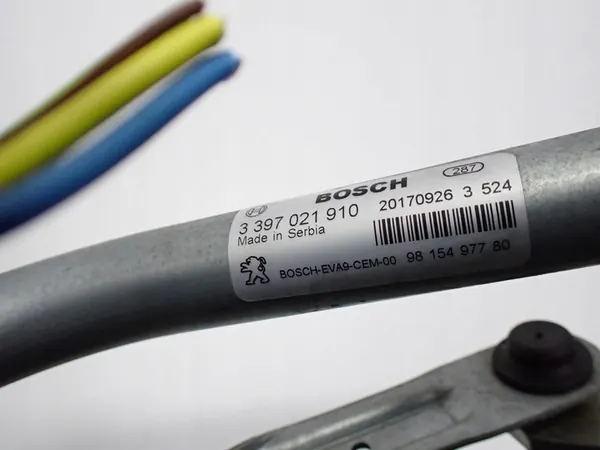 BOSCH 287
3 397 021 910 20170926 3 524
Made in Serbia
BOSCH-EVA9-CEM-00 98 154 977 80